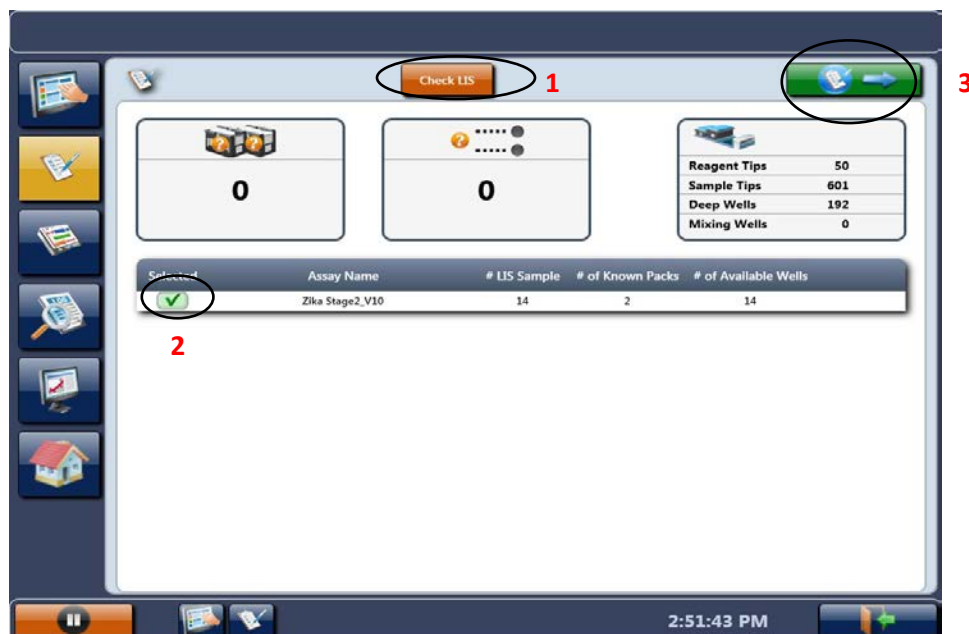 Check LIS 1
3
0
0
Reagent Tips 50
Sample Tips 601
Deep Wells 192
Mixing Wells 0
Selected Assay Name # LIS Sample # of Known Packs # of Available Wells
Zika Stage2_V10 14 2 14
2
2:51:43 PM